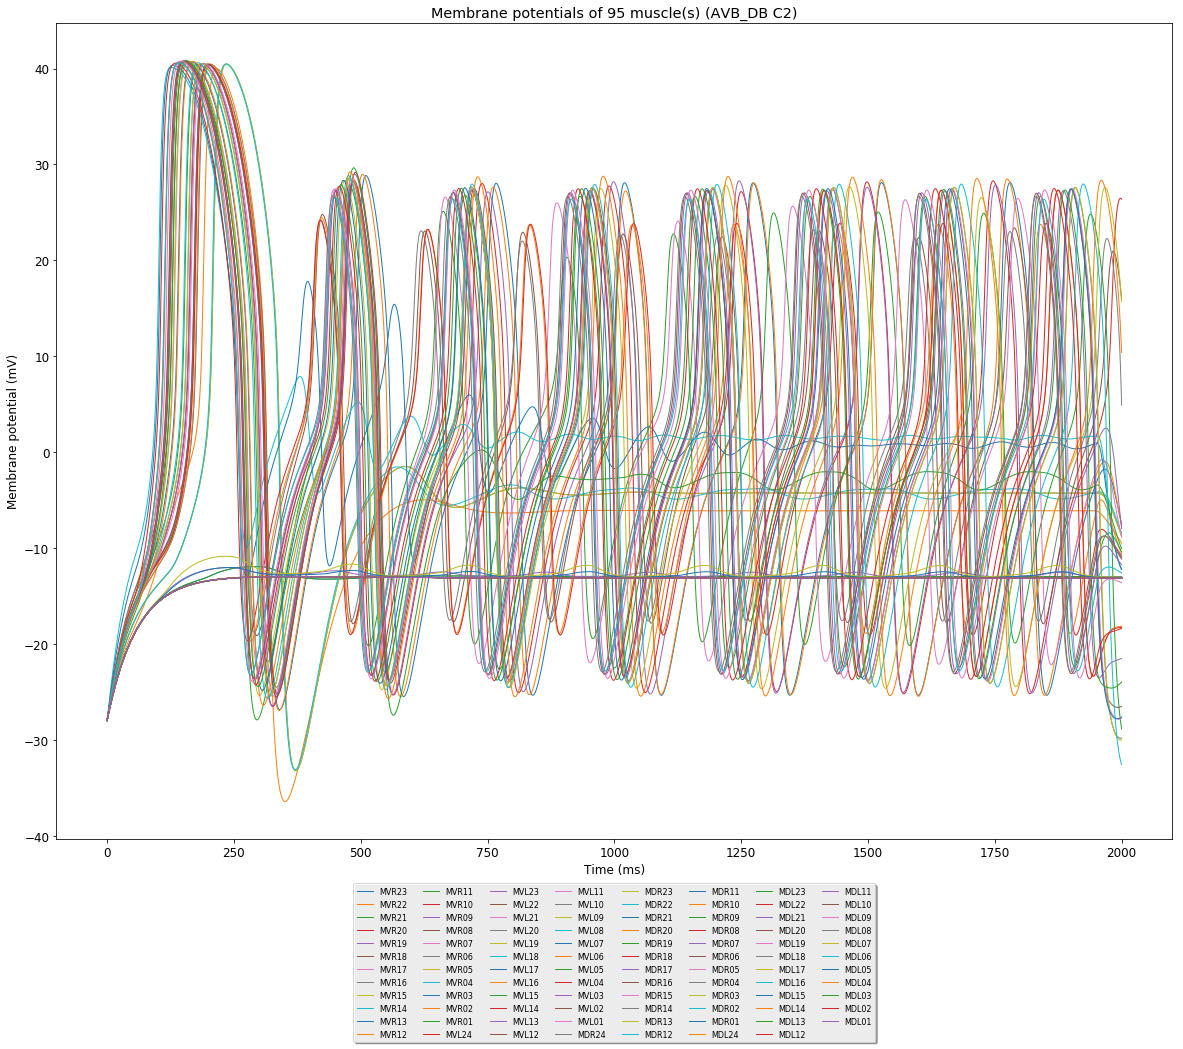 Membrane potentials of 95 muscle(s) (AVB_DB C2)
Membrane potential (mV)
40
30
20
10
0
−10
−20
−30
−40
0 250 500 750 1000 1250 1500 1750 2000
Time (ms)
MVR23 MVR11 MVL23 MVL11 MDR23 MDR11 MDL23 MDL11
MVR22 MVR10 MVL22 MVL10 MDR22 MDR10 MDL22 MDL10
MVR21 MVR09 MVL21 MVL09 MDR21 MDR09 MDL21 MDL09
MVR20 MVR08 MVL20 MVL08 MDR20 MDR08 MDL20 MDL08
MVR19 MVR07 MVL19 MVL07 MDR19 MDR07 MDL19 MDL07
MVR18 MVR06 MVL18 MVL06 MDR18 MDR06 MDL18 MDL06
MVR17 MVR05 MVL17 MVL05 MDR17 MDR05 MDL17 MDL05
MVR16 MVR04 MVL16 MVL04 MDR16 MDR04 MDL16 MDL04
MVR15 MVR03 MVL15 MVL03 MDR15 MDR03 MDL15 MDL03
MVR14 MVR02 MVL14 MVL02 MDR14 MDR02 MDL14 MDL02
MVR13 MVR01 MVL13 MVL01 MDR13 MDR01 MDL13 MDL01
MVR12 MVL24 MVL12 MDR24 MDR12 MDL24 MDL12